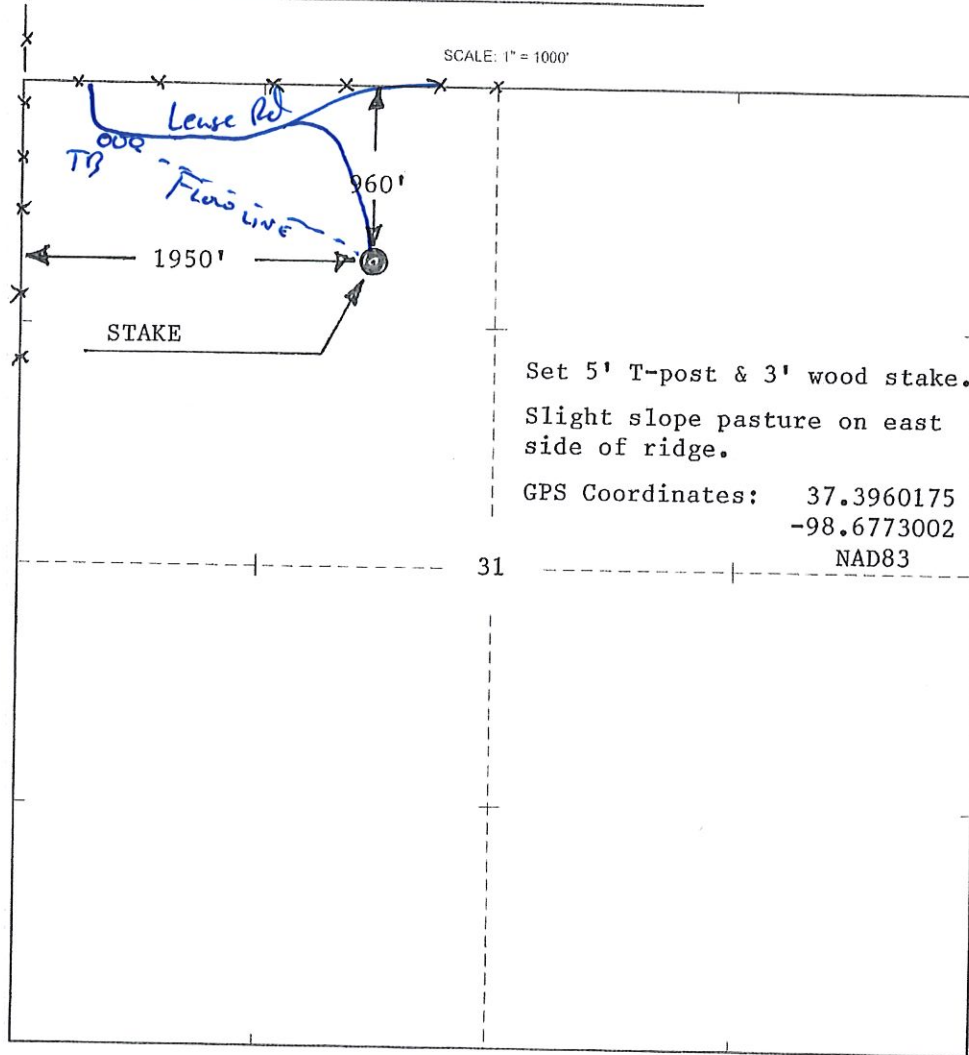 SCALE: 1" = 1000'
Lease Rd
TB
Flow Line
960'
1950'
STAKE
Set 5' T-post & 3' wood stake.
Slight slope pasture on east
side of ridge.
GPS Coordinates: 37.3960175
-98.6773002
NAD83
31